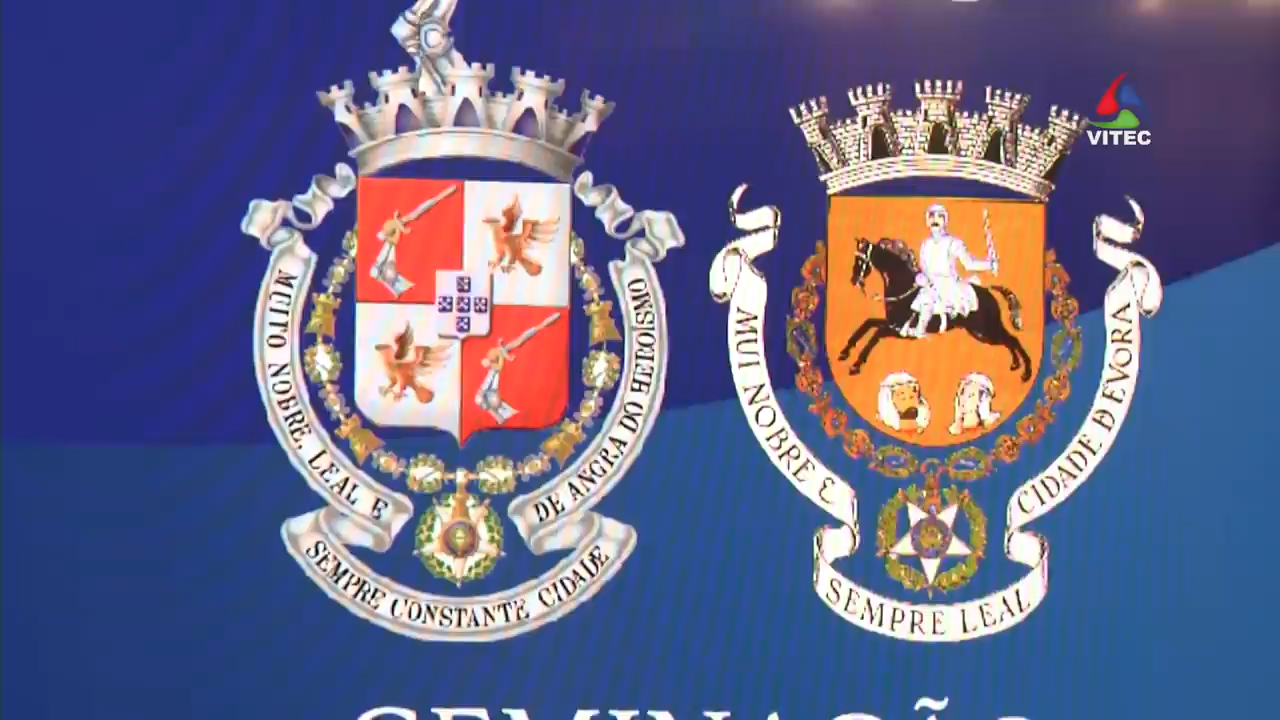 VITEC
MUITO NOBRE, LEAL E
SEMPRE CONSTANTE CIDADE
DE ANGRA DO HEROISMO
MUI NOBRE E
SEMPRE LEAL
CIDADE D'EVORA